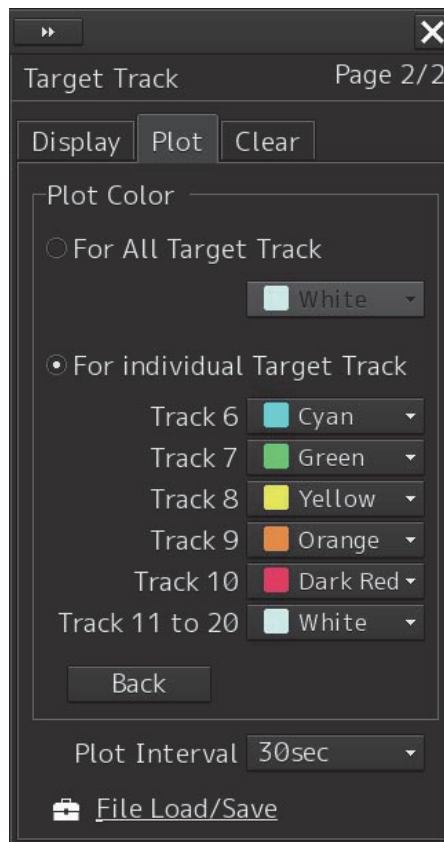 Target Track Page 2/2
Display Plot Clear
Plot Color
For All Target Track
White
For individual Target Track
Track 6 Cyan
Track 7 Green
Track 8 Yellow
Track 9 Orange
Track 10 Dark Red
Track 11 to 20 White
Back
Plot Interval 30sec
File Load/Save